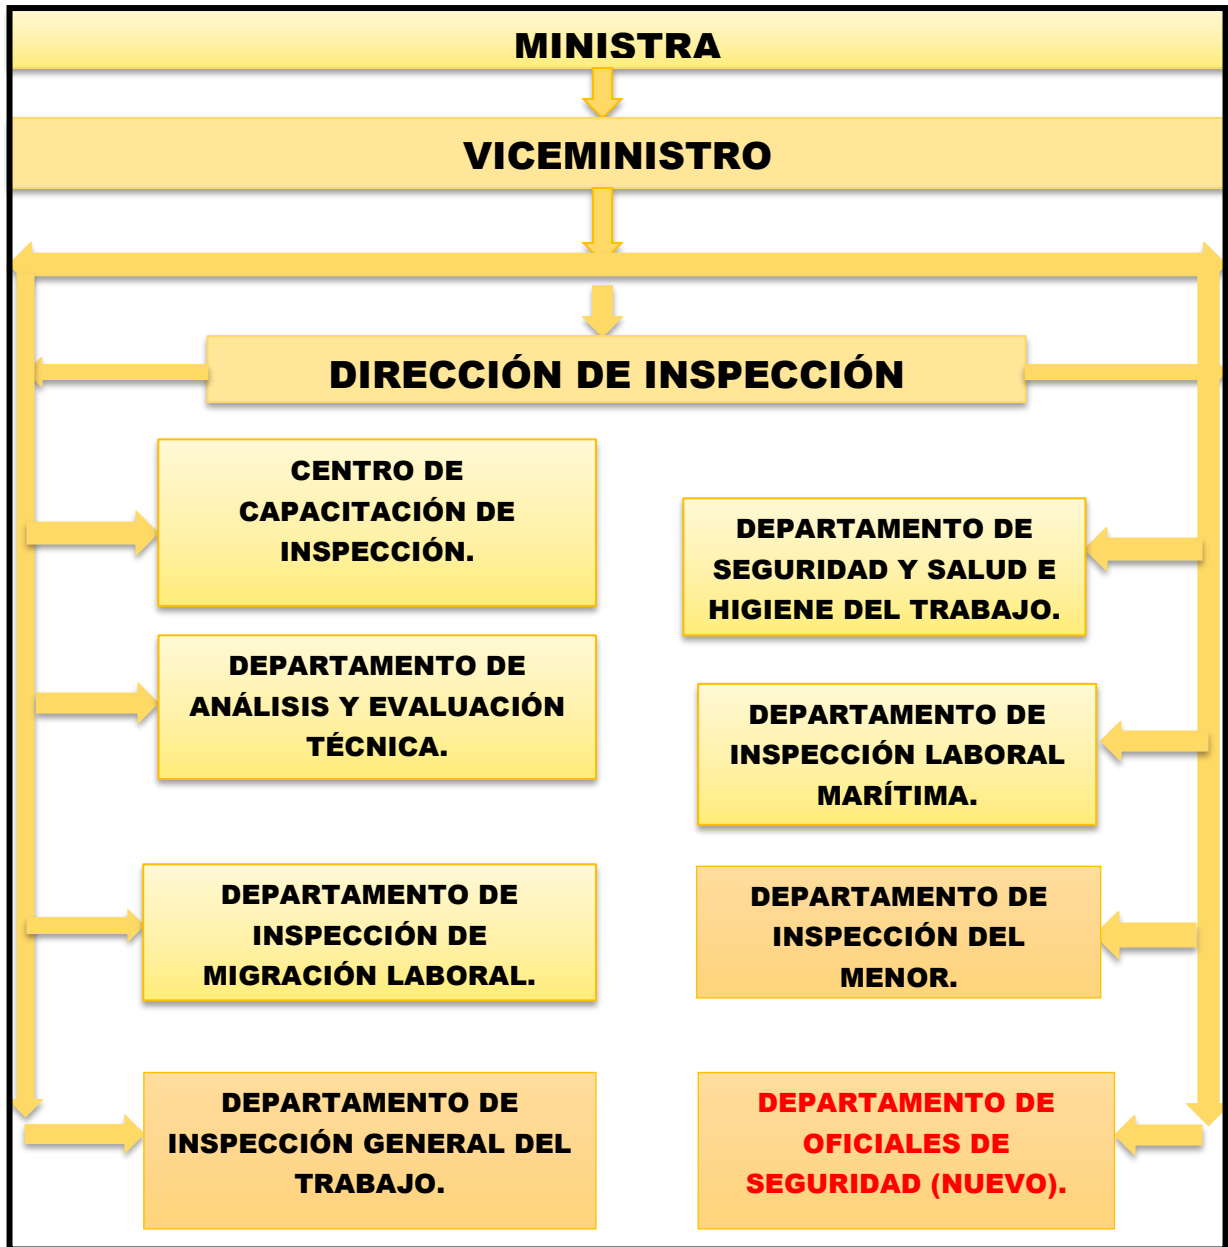 MINISTRA
VICEMINISTRO
DIRECCIÓN DE INSPECCIÓN
CENTRO DE
CAPACITACIÓN DE
INSPECCIÓN.
DEPARTAMENTO DE
ANÁLISIS Y EVALUACIÓN
TÉCNICA.
DEPARTAMENTO DE
INSPECCIÓN DE
MIGRACIÓN LABORAL.
DEPARTAMENTO DE
INSPECCIÓN GENERAL DEL
TRABAJO.
DEPARTAMENTO DE
SEGURIDAD Y SALUD E
HIGIENE DEL TRABAJO.
DEPARTAMENTO DE
INSPECCIÓN LABORAL
MARÍTIMA.
DEPARTAMENTO DE
INSPECCIÓN DEL
MENOR.
DEPARTAMENTO DE
OFICIALES DE
SEGURIDAD (NUEVO).